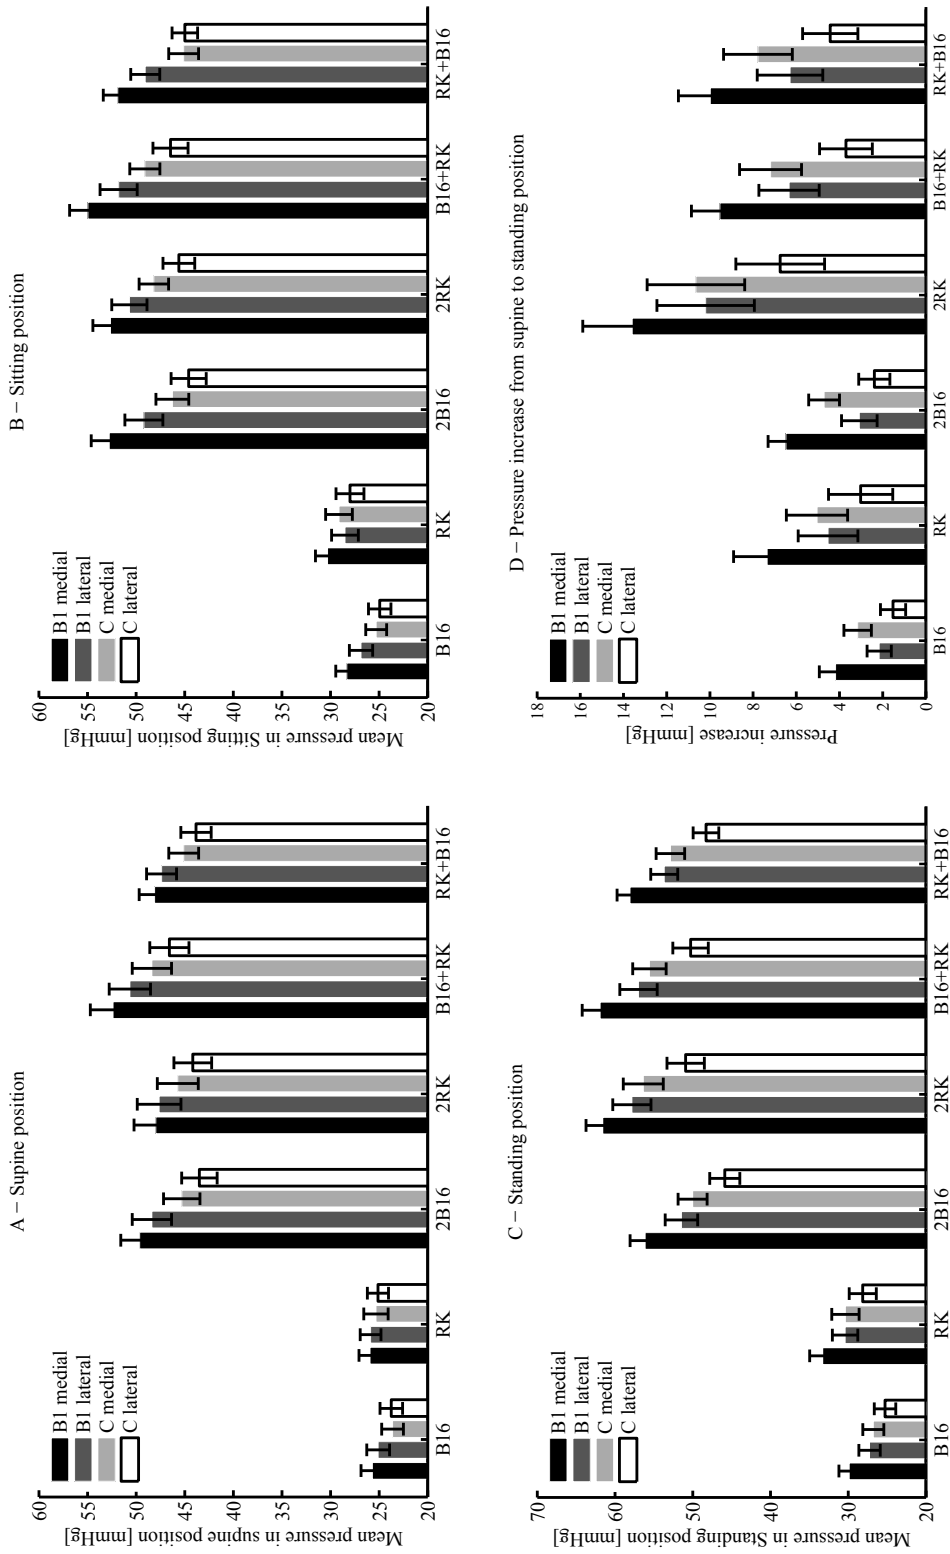 A – Supine position
Mean pressure in supine position [mmHg]
60
55
50
45
40
35
30
25
20
B1 medial
B1 lateral
C medial
C lateral
B16
RK
2B16
2RK
B16+RK
RK+B16
B – Sitting position
Mean pressure in Sitting position [mmHg]
60
55
50
45
40
35
30
25
20
B1 medial
B1 lateral
C medial
C lateral
B16
RK
2B16
2RK
B16+RK
RK+B16
C – Standing position
Mean pressure in Standing position [mmHg]
70
60
50
40
30
20
B1 medial
B1 lateral
C medial
C lateral
B16
RK
2B16
2RK
B16+RK
RK+B16
D – Pressure increase from supine to standing position
Pressure increase [mmHg]
18
16
14
12
10
8
6
4
2
0
B1 medial
B1 lateral
C medial
C lateral
B16
RK
2B16
2RK
B16+RK
RK+B16